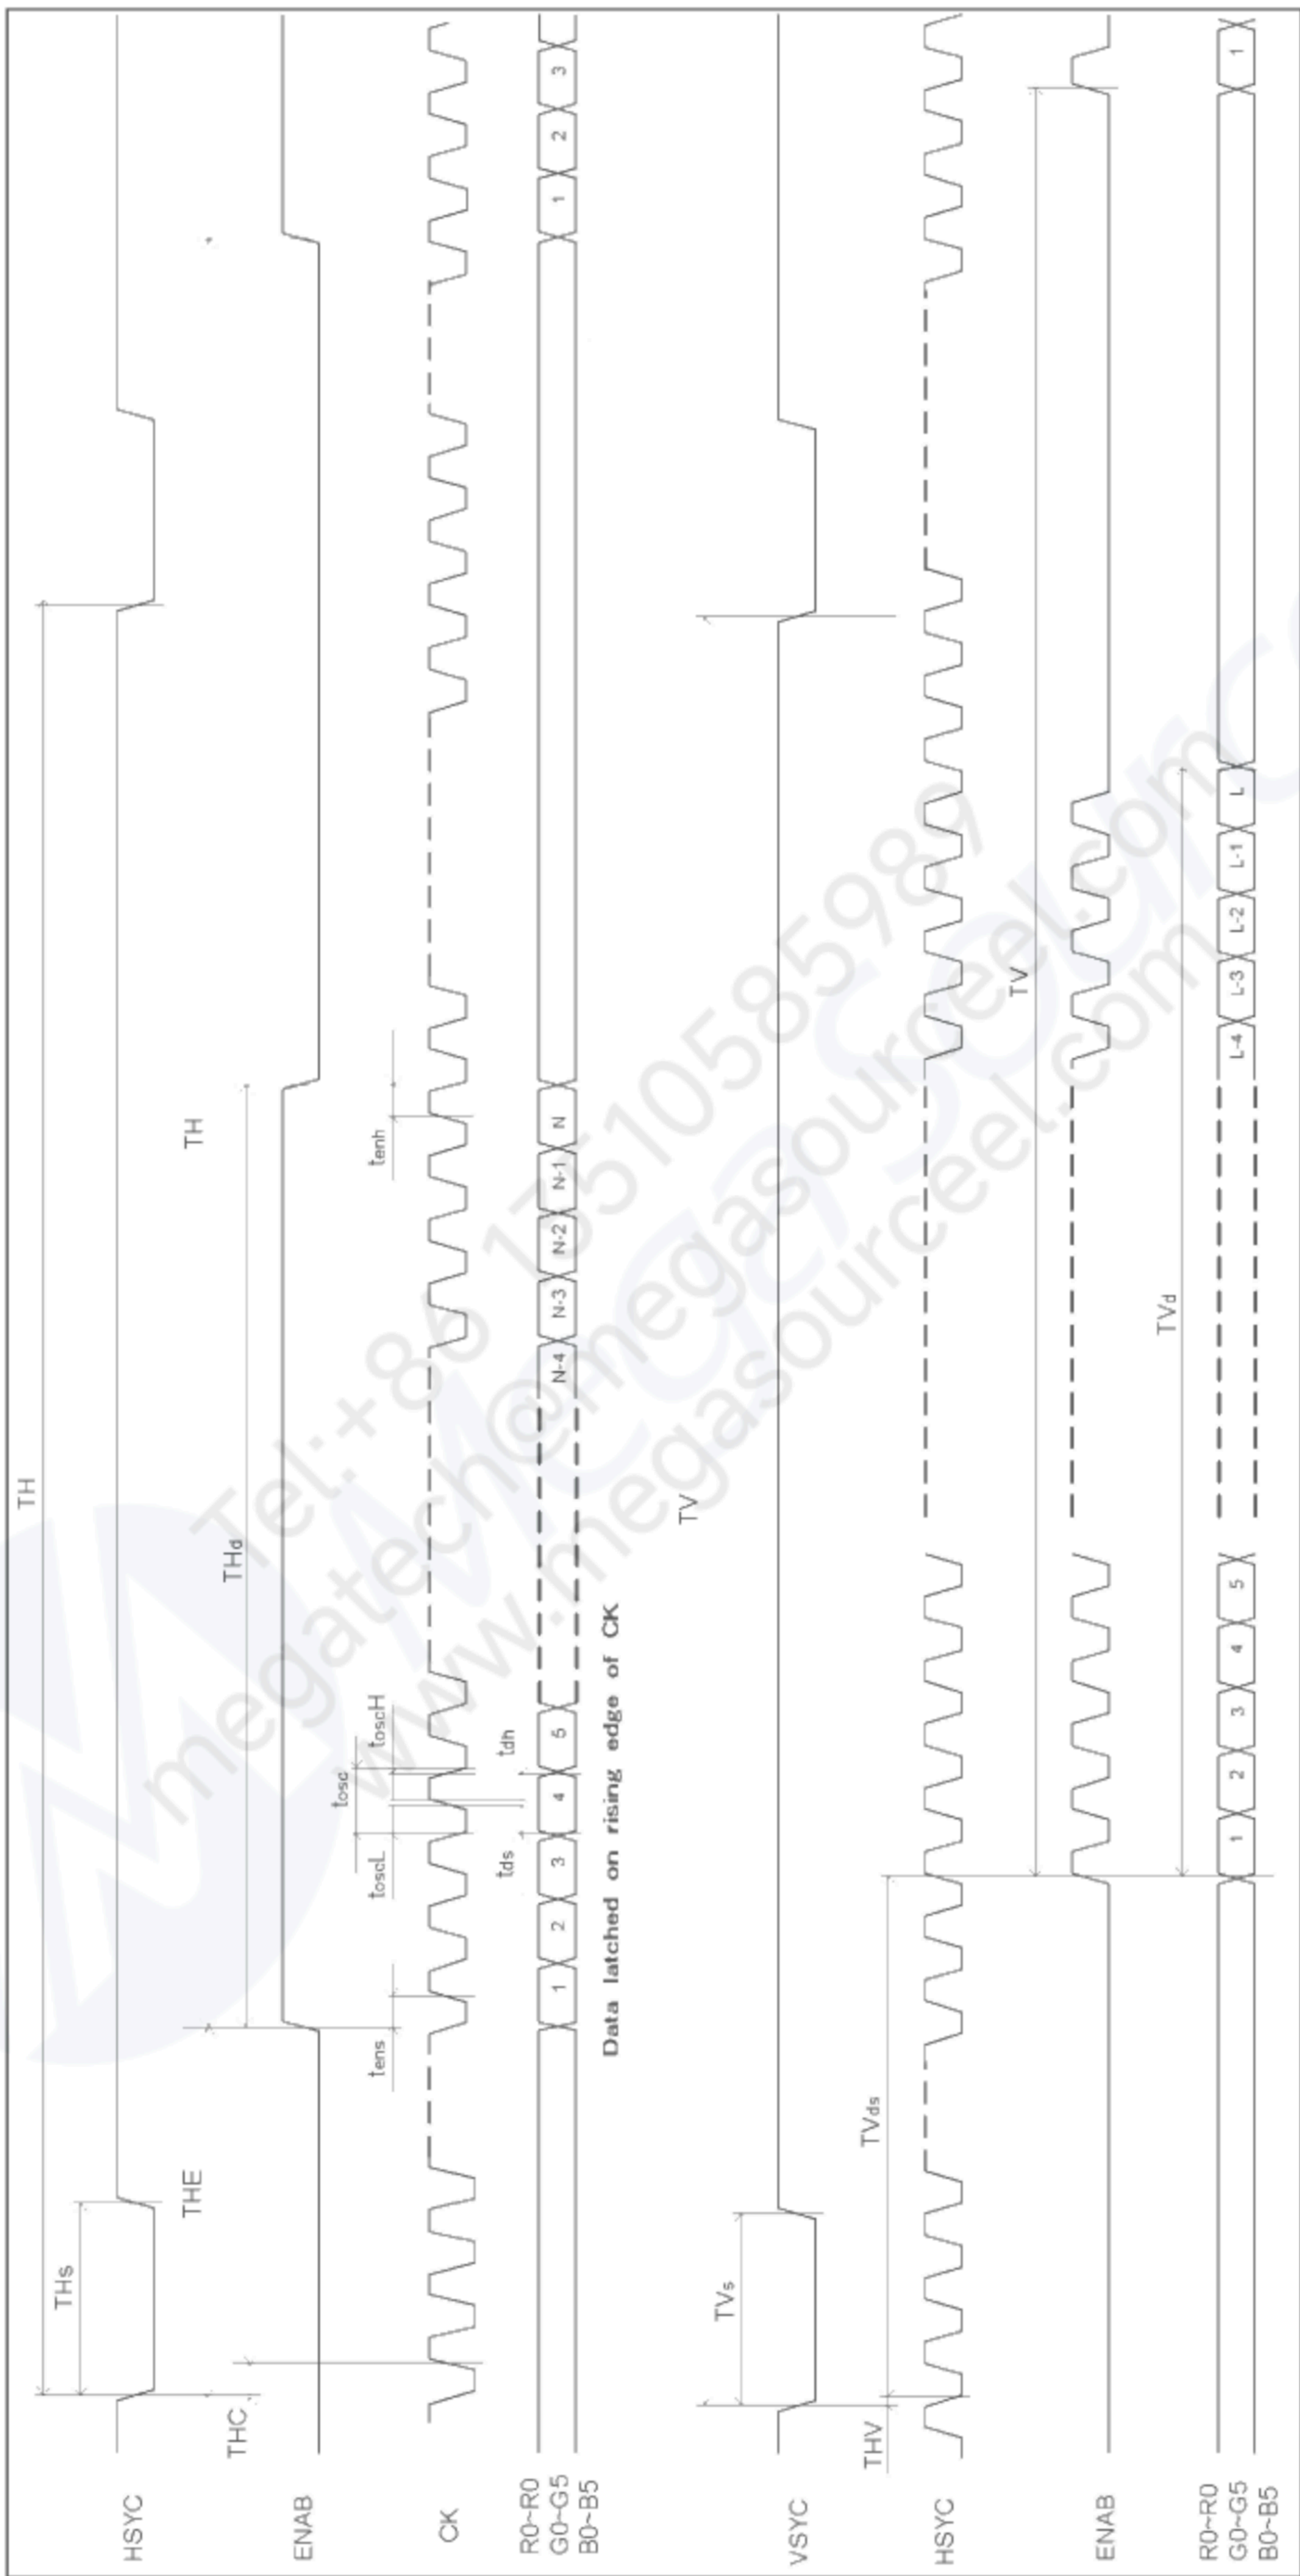 TH
THs
HSYC
THE
TH
THC
THd
ENAB
tosc
tens
toscL
toscH
tenh
CK
tds
tdh
R0~R0
G0~G5
B0~B5
1
2
3
4
5
N-4
N-3
N-2
N-1
N
1
2
3
Data latched on rising edge of CK
TV
TVs
VSYC
THV
TVds
HSYC
TV
ENAB
TVd
R0~R0
G0~G5
B0~B5
1
2
3
4
5
L-4
L-3
L-2
L-1
L
1
Tel:+86 13510585989
megatech@megasourceel.com
www.megasourceel.com